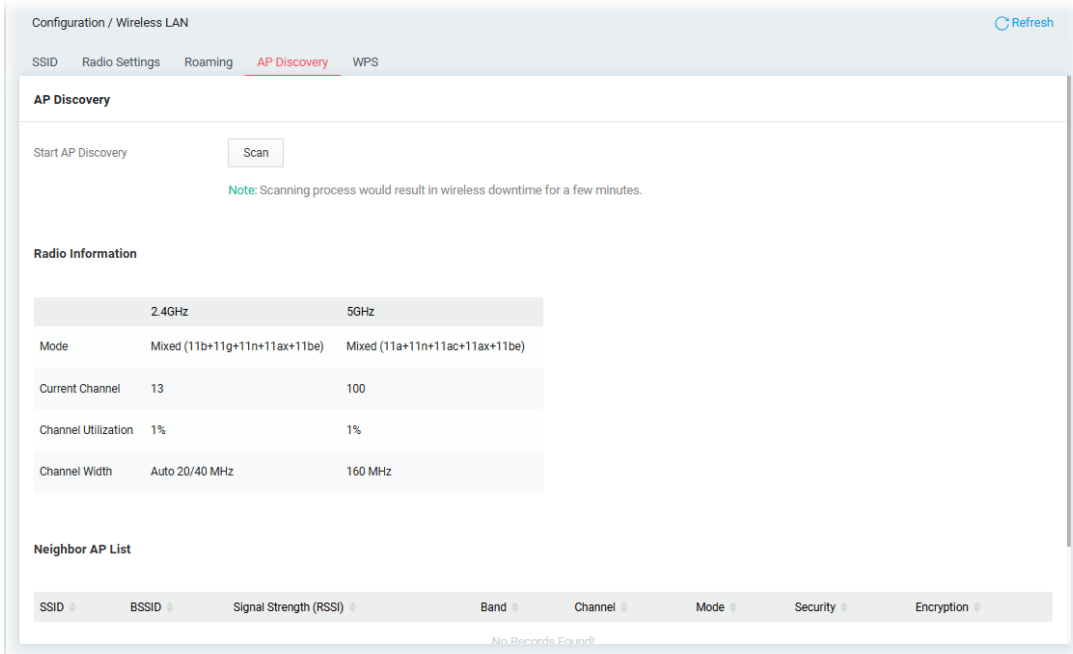 Configuration / Wireless LAN
Refresh
SSID Radio Settings Roaming AP Discovery WPS
AP Discovery
Start AP Discovery Scan
Note: Scanning process would result in wireless downtime for a few minutes.
Radio Information
2.4GHz 5GHz
Mode Mixed (11b+11g+11n+11ax+11be) Mixed (11a+11n+11ac+11ax+11be)
Current Channel 13 100
Channel Utilization 1% 1%
Channel Width Auto 20/40 MHz 160 MHz
Neighbor AP List
SSID BSSID Signal Strength (RSSI) Band Channel Mode Security Encryption
No Records Found!